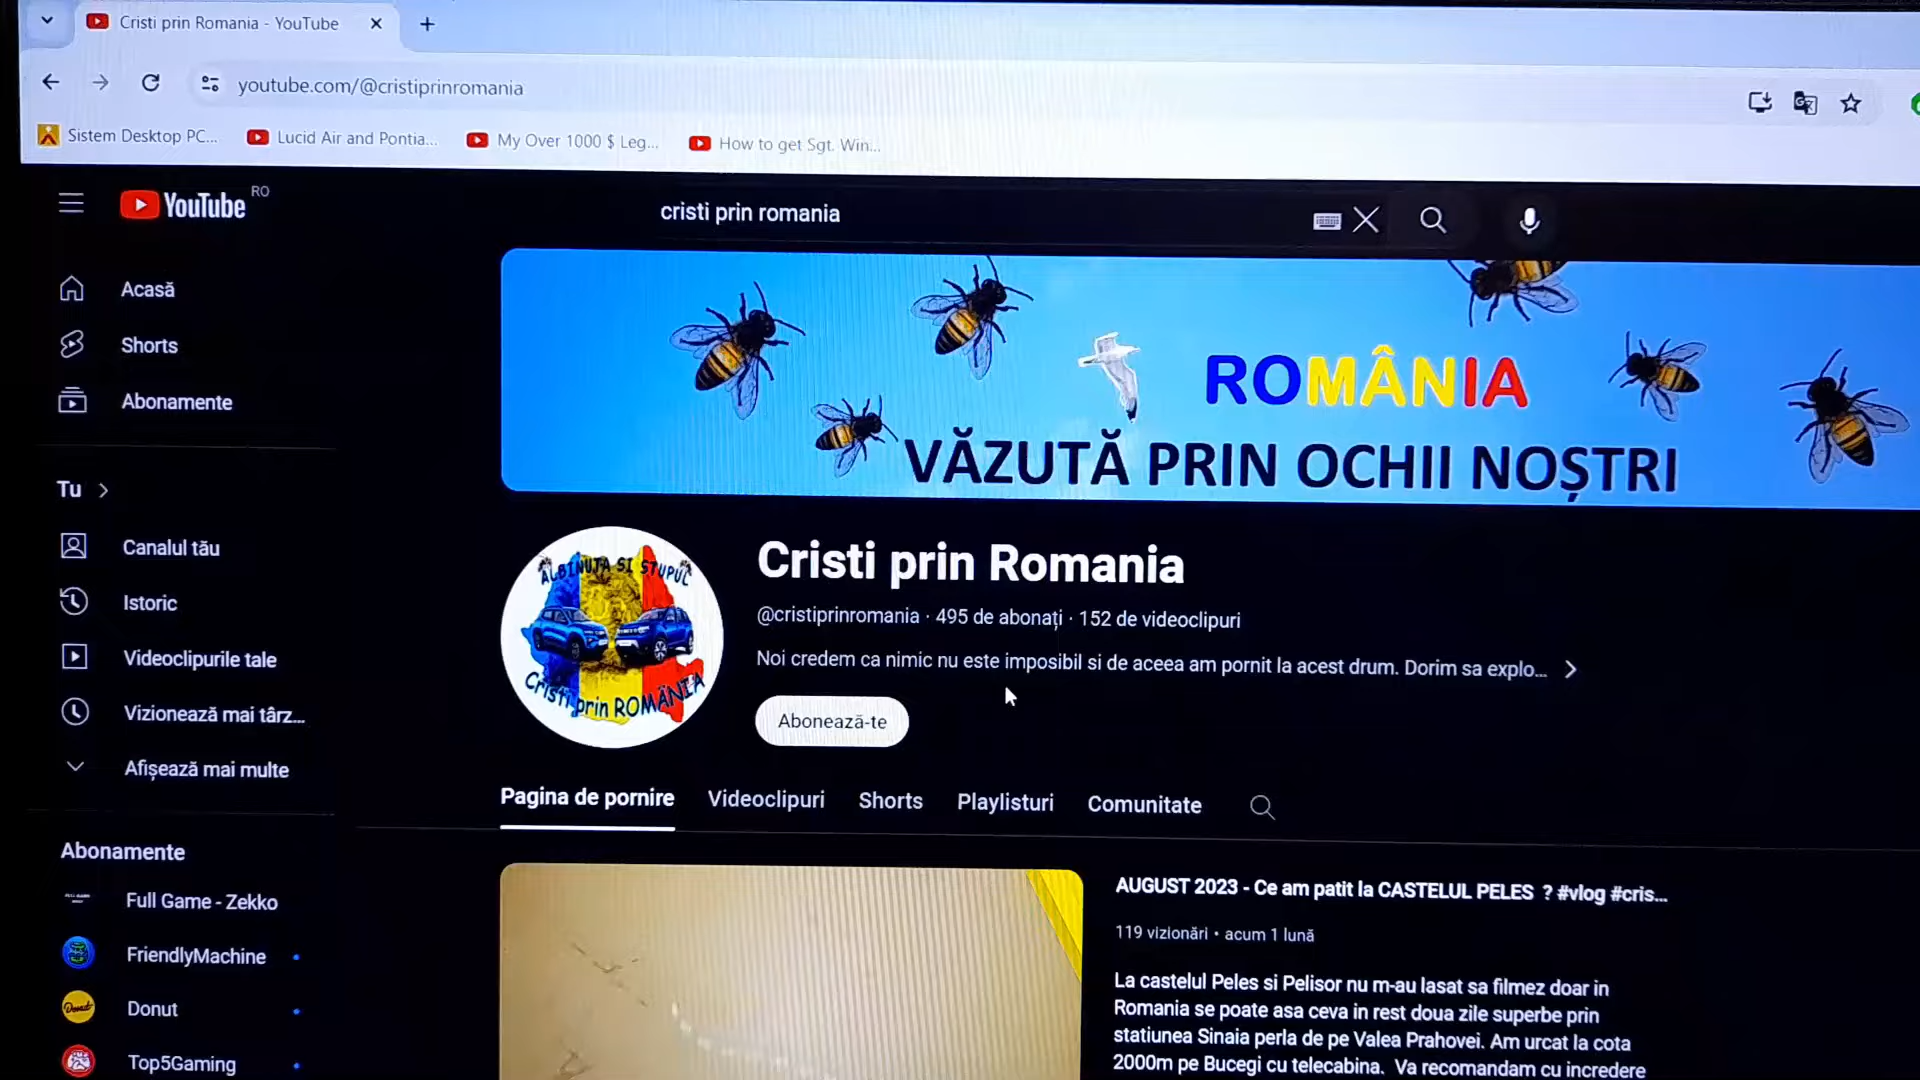 Cristi prin Romania - YouTube
youtube.com/@cristiprinromania
Sistem Desktop PC...
Lucid Air and Pontia...
My Over 1000 $ Leg...
How to get Sgt. Win...
YouTube RO
cristi prin romania
Acasă
Shorts
Abonamente
ROMÂNIA
VĂZUTĂ PRIN OCHII NOȘTRI
Tu
Canalul tău
Istoric
Videoclipurile tale
Vizionează mai târz...
Afișează mai multe
ALBINUTA SI STUPUL
Cristi prin ROMÂNIA
Cristi prin Romania
@cristiprinromania · 495 de abonați · 152 de videoclipuri
Noi credem ca nimic nu este imposibil si de aceea am pornit la acest drum. Dorim sa explo...
Abonează-te
Pagina de pornire
Videoclipuri
Shorts
Playlisturi
Comunitate
Abonamente
Full Game - Zekko
FriendlyMachine
Donut
Donut
Top5Gaming
AUGUST 2023 - Ce am patit la CASTELUL PELES ? #vlog #cris...
119 vizionări • acum 1 lună
La castelul Peles si Pelisor nu m-au lasat sa filmez doar in
Romania se poate asa ceva in rest doua zile superbe prin
statiunea Sinaia perla de pe Valea Prahovei. Am urcat la cota
2000m pe Bucegi cu telecabina. Va recomandam cu incredere